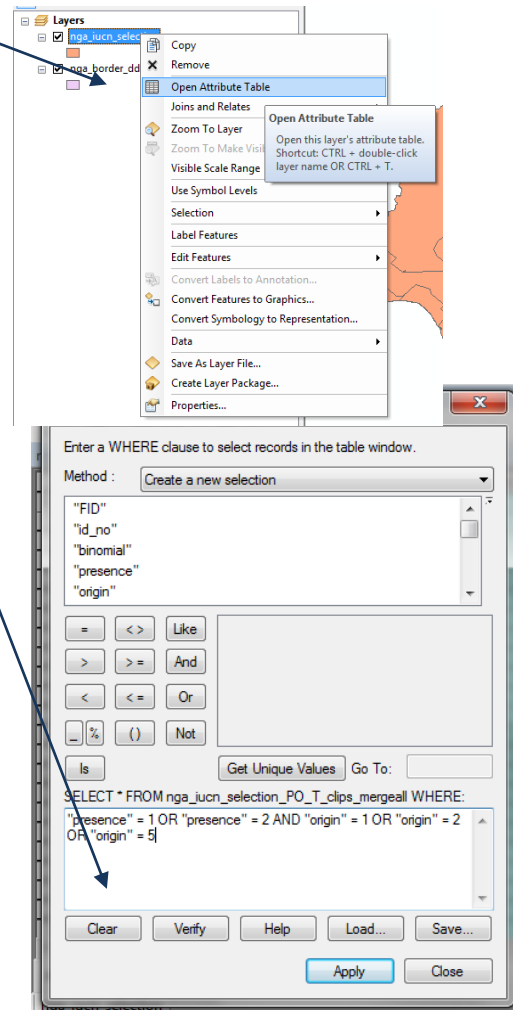 Layers
nga_iucn_selec
nga_border_dd
Copy
Remove
Open Attribute Table
Joins and Relates
Zoom To Layer
Zoom To Make Visi
Visible Scale Range
Use Symbol Levels
Selection
Label Features
Edit Features
Convert Labels to Annotation...
Convert Features to Graphics...
Convert Symbology to Representation...
Data
Save As Layer File...
Create Layer Package...
Properties...
Open Attribute Table
Open this layer's attribute table.
Shortcut: CTRL + double-click
layer name OR CTRL + T.
Enter a WHERE clause to select records in the table window.
Method : Create a new selection
"FID"
"id_no"
"binomial"
"presence"
"origin"
= < > Like
> > = And
< < = Or
_ % () Not
Is Get Unique Values Go To:
SELECT * FROM nga_iucn_selection_PO_T_clips_mergeall WHERE:
"presence" = 1 OR "presence" = 2 AND "origin" = 1 OR "origin" = 2
OR "origin" = 5
Clear Verify Help Load... Save...
Apply Close